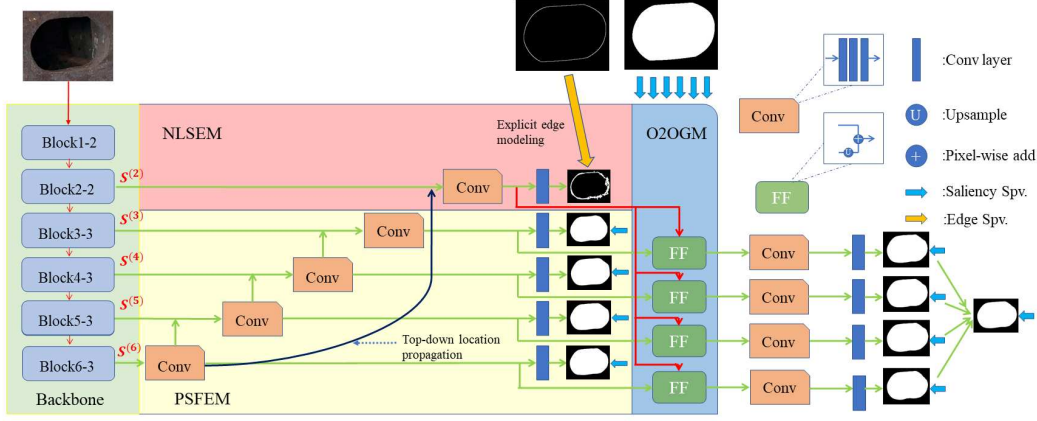 NLSEM
Explicit edge
modeling
O2OGM
Conv
:Conv layer
U
:Upsample
U
+
+
:Pixel-wise add
FF
:Saliency Spv.
:Edge Spv.
Block1-2
Block2-2
S(2)
Conv
Block3-3
S(3)
Conv
FF
Conv
Block4-3
S(4)
Conv
FF
Conv
Block5-3
S(5)
Conv
FF
Conv
Top-down location
propagation
Block6-3
S(6)
Conv
FF
Conv
Backbone
PSFEM